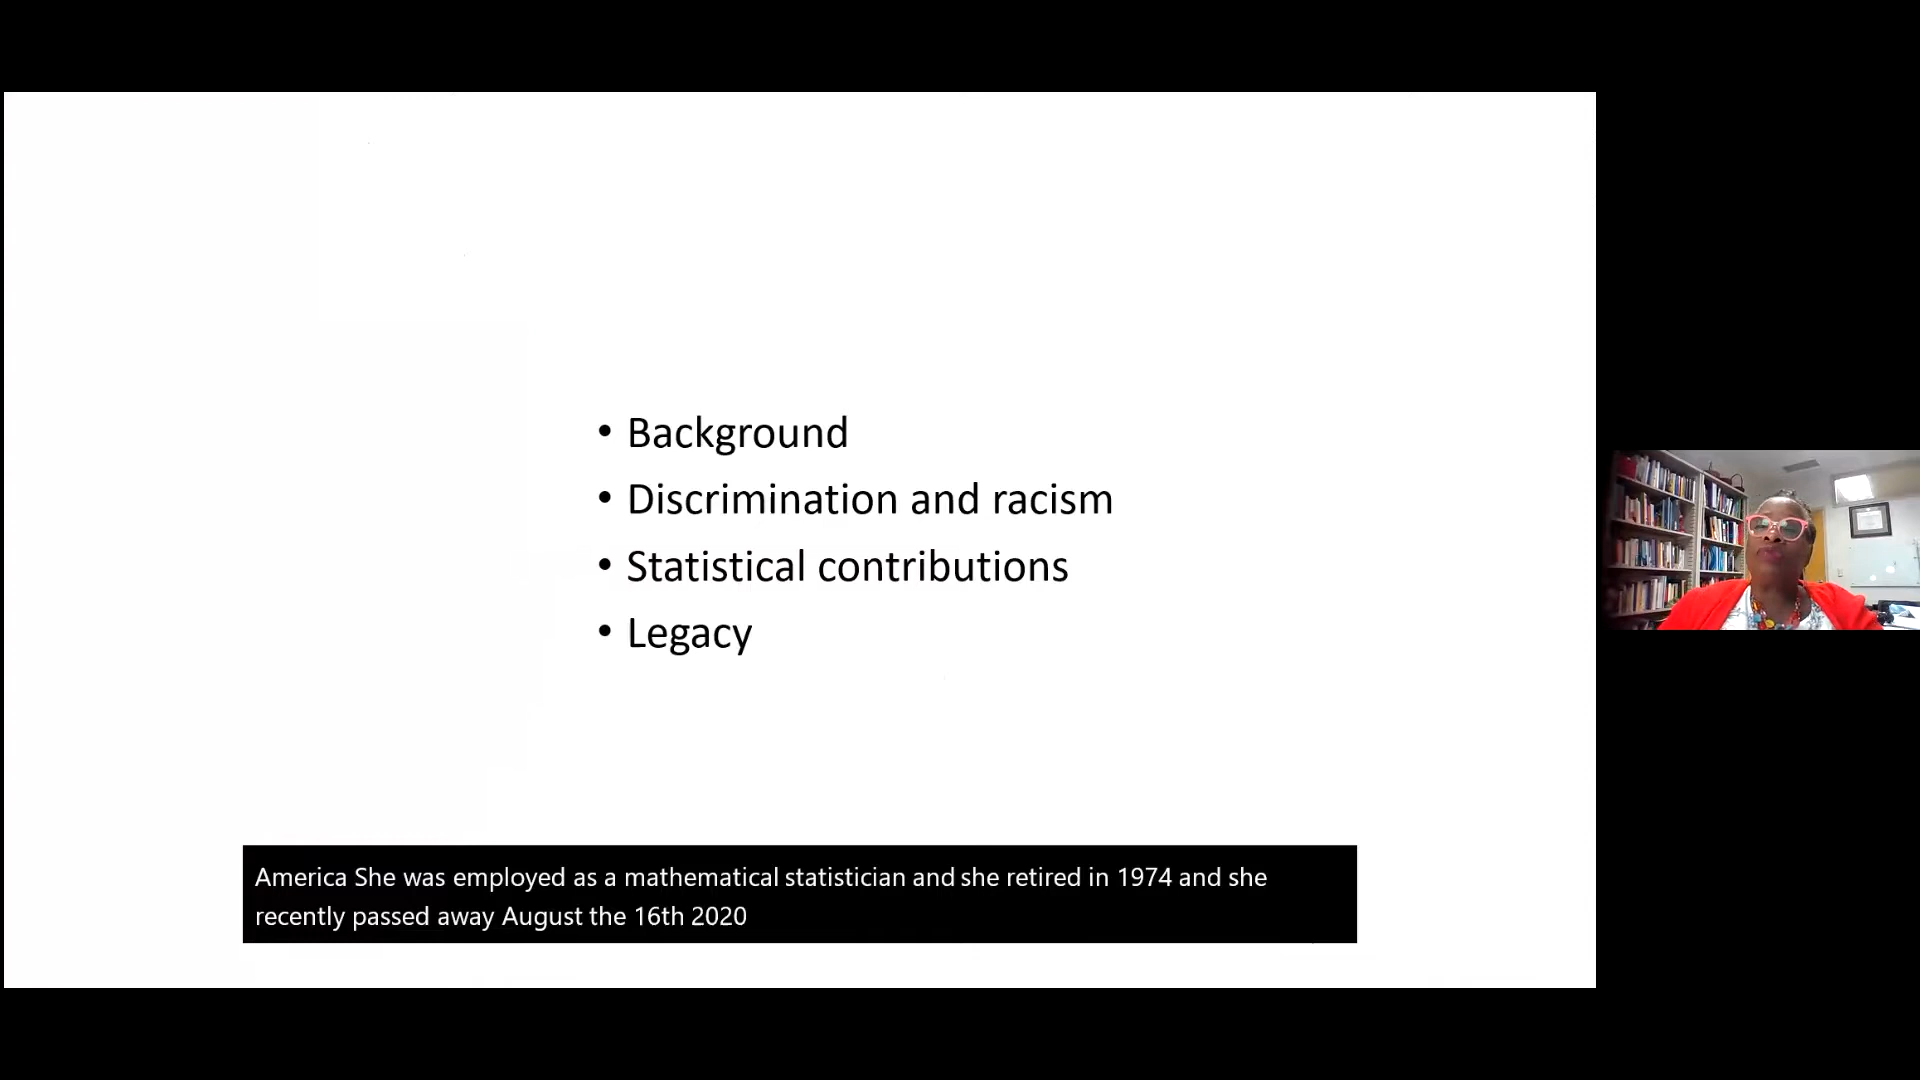 • Background
• Discrimination and racism
• Statistical contributions
• Legacy
America She was employed as a mathematical statistician and she retired in 1974 and she
recently passed away August the 16th 2020